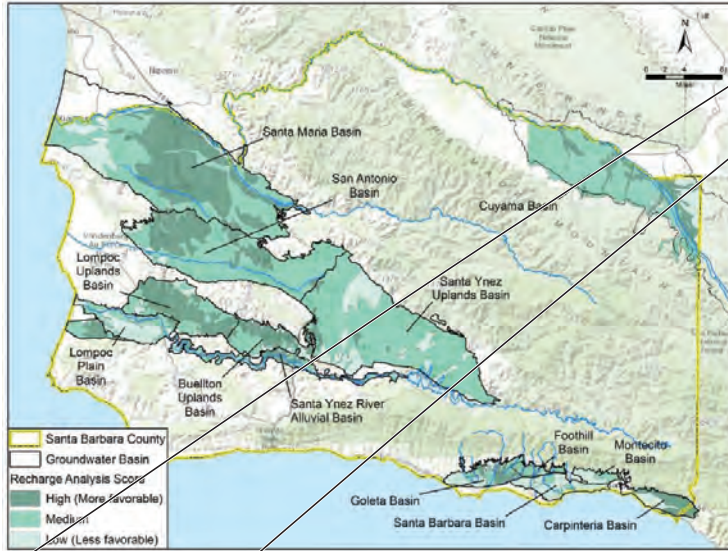 N
Santa Maria Basin
San Antonio
Basin
Cuyama Basin
Lompoc
Uplands
Basin
Santa Ynez
Uplands Basin
Lompoc
Plain
Basin
Buellton
Uplands
Basin
Santa Ynez River
Alluvial Basin
Foothill
Basin
Montecito
Basin
Goleta Basin
Santa Barbara Basin
Carpinteria Basin
Santa Barbara County
Groundwater Basin
Recharge Analysis Score
High (More favorable)
Medium
Low (Less favorable)